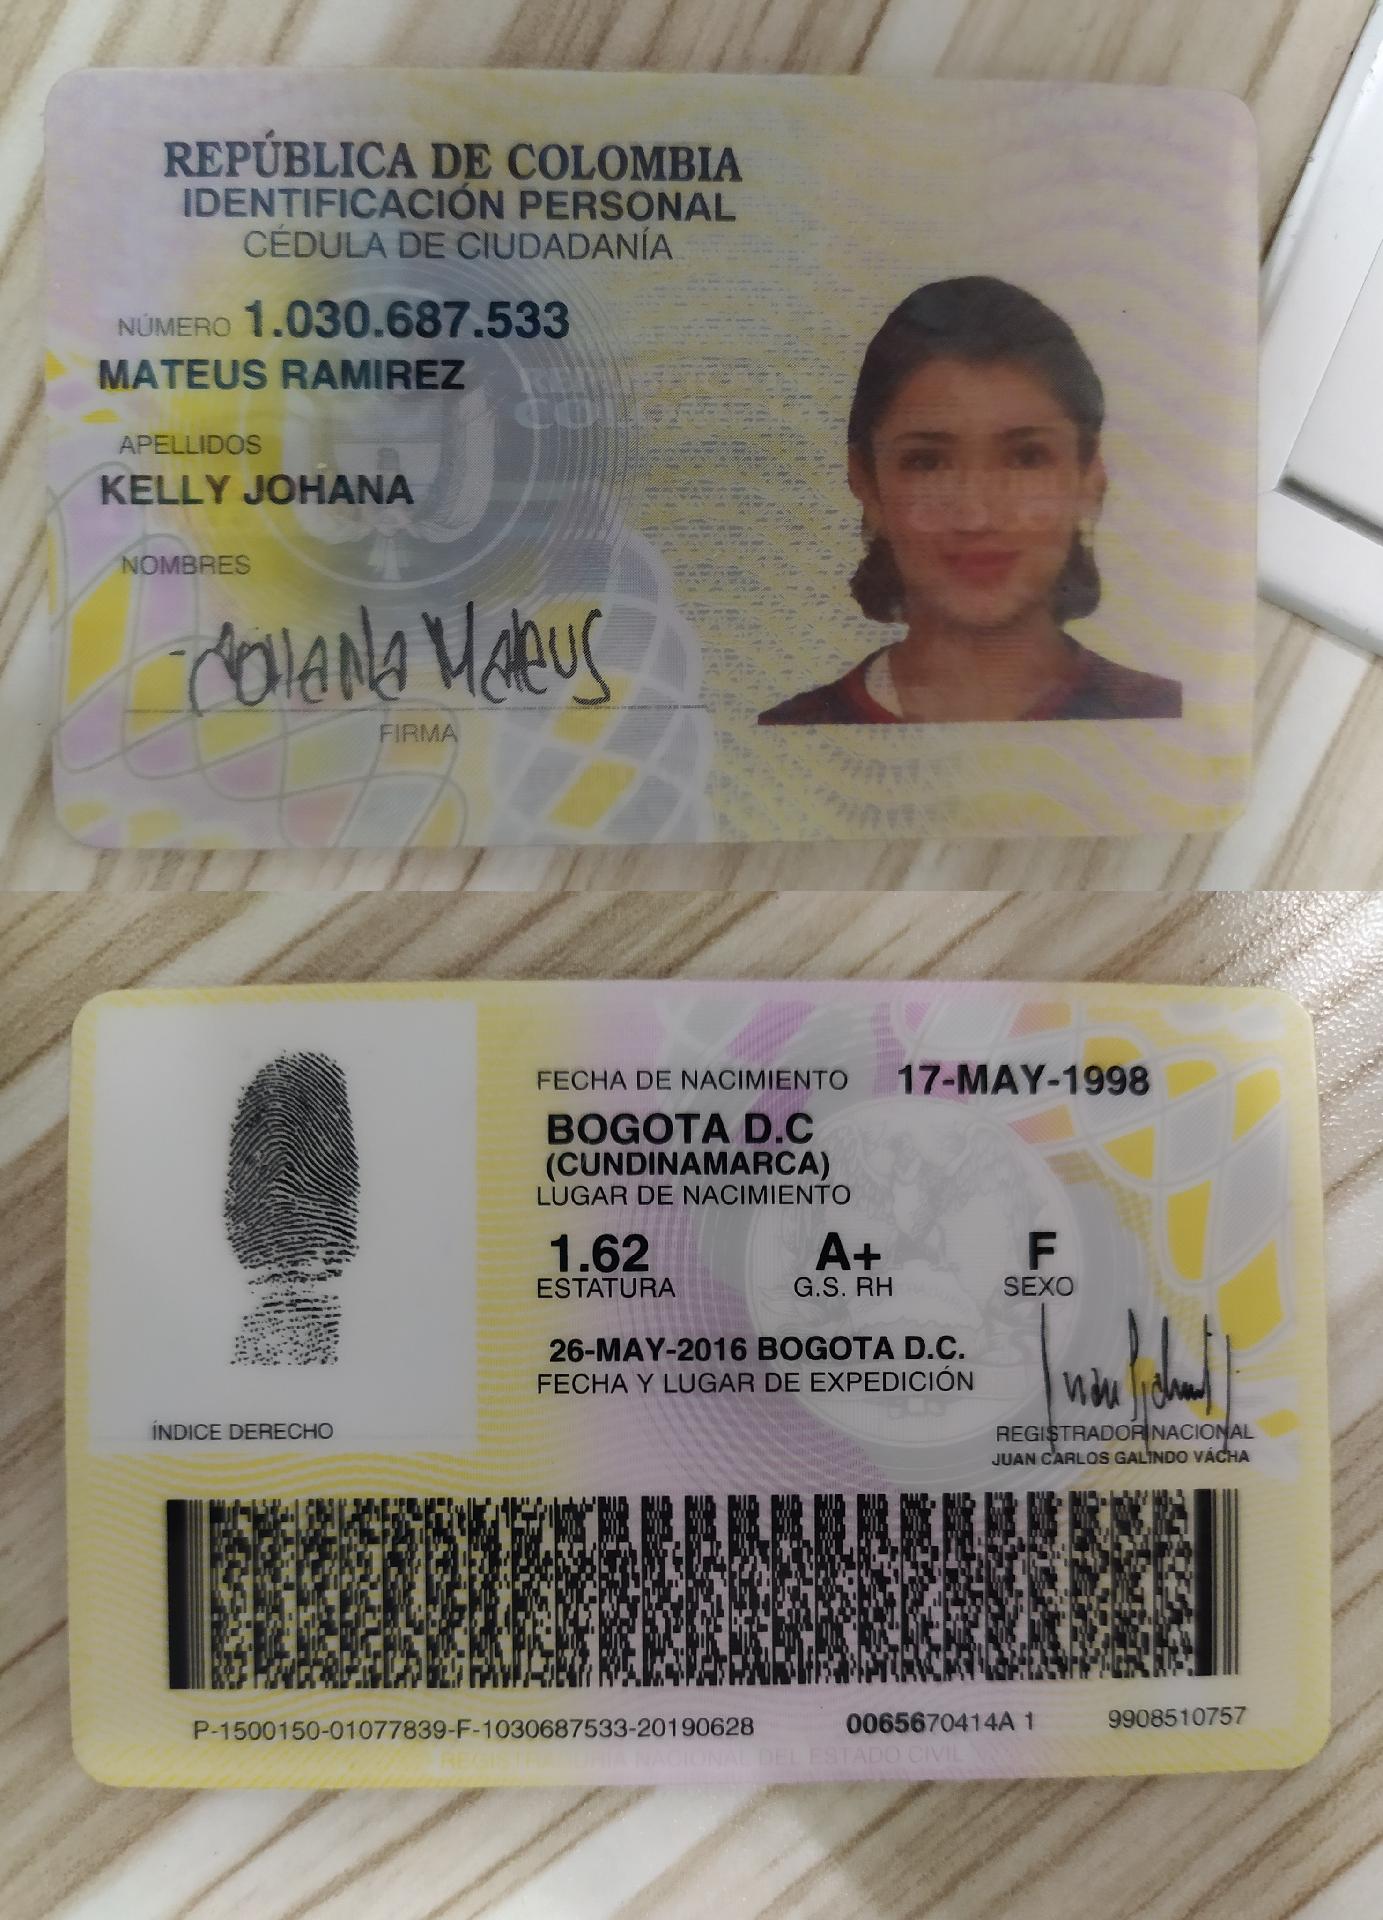 REPÚBLICA DE COLOMBIA
IDENTIFICACIÓN PERSONAL
CÉDULA DE CIUDADANÍA
NÚMERO 1.030.687.533
MATEUS RAMIREZ
APELLIDOS
KELLY JOHANA
NOMBRES
Johana Mateus
FIRMA
FECHA DE NACIMIENTO 17-MAY-1998
BOGOTA D.C
(CUNDINAMARCA)
LUGAR DE NACIMIENTO
1.62 A+ F
ESTATURA G.S. RH SEXO
26-MAY-2016 BOGOTA D.C.
FECHA Y LUGAR DE EXPEDICIÓN
ÍNDICE DERECHO
REGISTRADOR NACIONAL
JUAN CARLOS GALINDO VÁCHA
P-1500150-01077839-F-1030687533-20190628 0065670414A 1 9908510757
REGISTRADURIA NACIONAL DEL ESTADO CIVIL